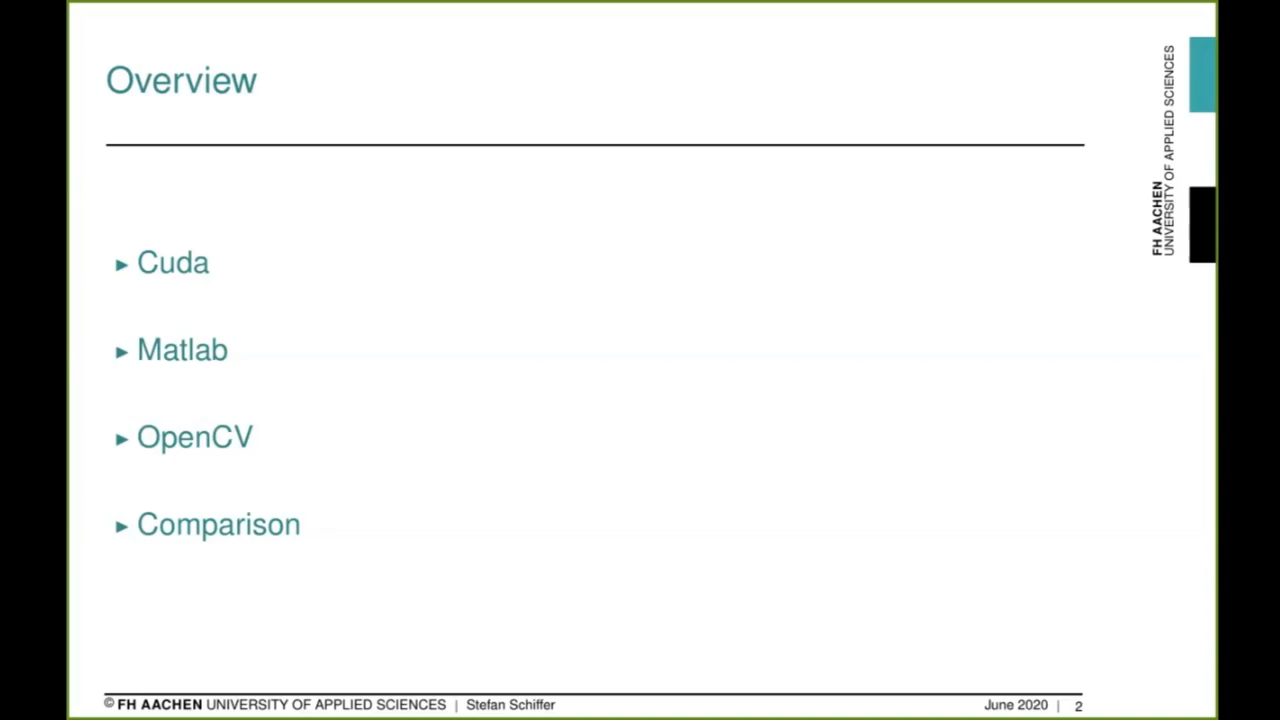 Overview
FH AACHEN
UNIVERSITY OF APPLIED SCIENCES
► Cuda
► Matlab
► OpenCV
► Comparison
© FH AACHEN UNIVERSITY OF APPLIED SCIENCES | Stefan Schiffer June 2020 | 2